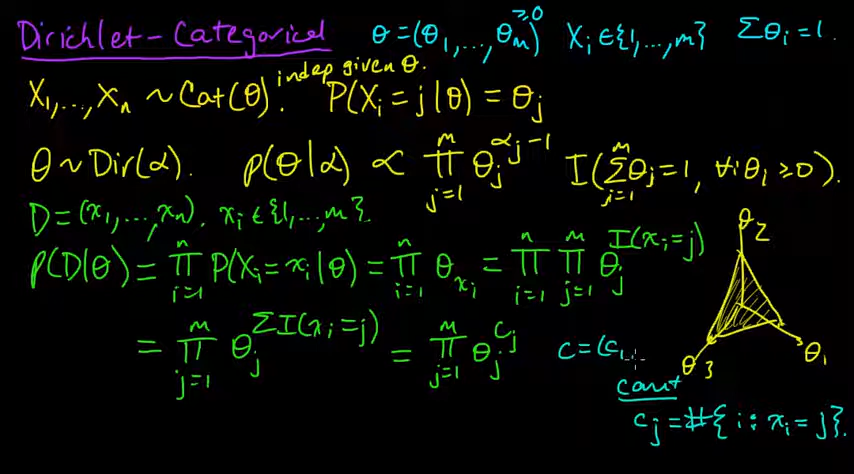 Dirichlet-Categorical θ=(θ₁,...,θₘ) ≥0 Xᵢ∈{1,...,m} Σθᵢ=1.
X₁,...,Xₙ ~ Cat(θ). indep given θ. P(Xᵢ=j|θ) = θⱼ
θ~Dir(α). p(θ|α) ∝ ∏_{j=1}^{m} θⱼ^{αⱼ-1} I(∑_{j=1}^{m} θⱼ=1, ∀i θᵢ≥0).
D=(x₁,...,xₙ). xᵢ∈{1,...,m}.
P(D|θ) = ∏_{i=1}^{n} P(Xᵢ=xᵢ|θ) = ∏_{i=1}^{n} θ_{xᵢ} = ∏_{i=1}^{n} ∏_{j=1}^{m} θⱼ^{I(xᵢ=j)}
= ∏_{j=1}^{m} θⱼ^{ΣI(xᵢ=j)} = ∏_{j=1}^{m} θⱼ^{cⱼ} c=(c₁...
count
cⱼ=#{i: xᵢ=j}.
θ₂
θ₃ θ₁